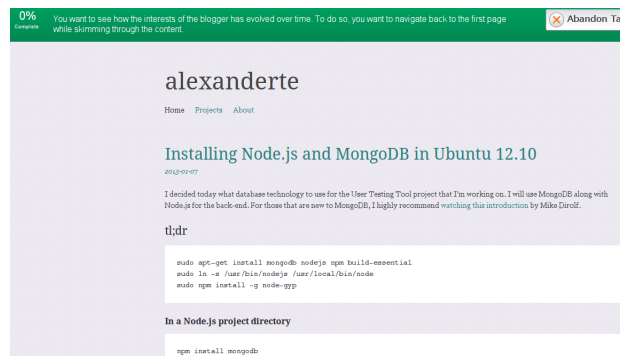 0%
Complete
You want to see how the interests of the blogger has evolved over time. To do so, you want to navigate back to the first page
while skimming through the content.
Abandon Ta
alexanderte
Home Projects About
Installing Node.js and MongoDB in Ubuntu 12.10
2013-01-07
I decided today what database technology to use for the User Testing Tool project that I'm working on. I will use MongoDB along with
Node.js for the back-end. For those that are new to MongoDB, I highly recommend watching this introduction by Mike Dirolf.
tl;dr
sudo apt-get install mongodb nodejs npm build-essential
sudo ln -s /usr/bin/nodejs /usr/local/bin/node
sudo npm install -g node-gyp
In a Node.js project directory
npm install mongodb